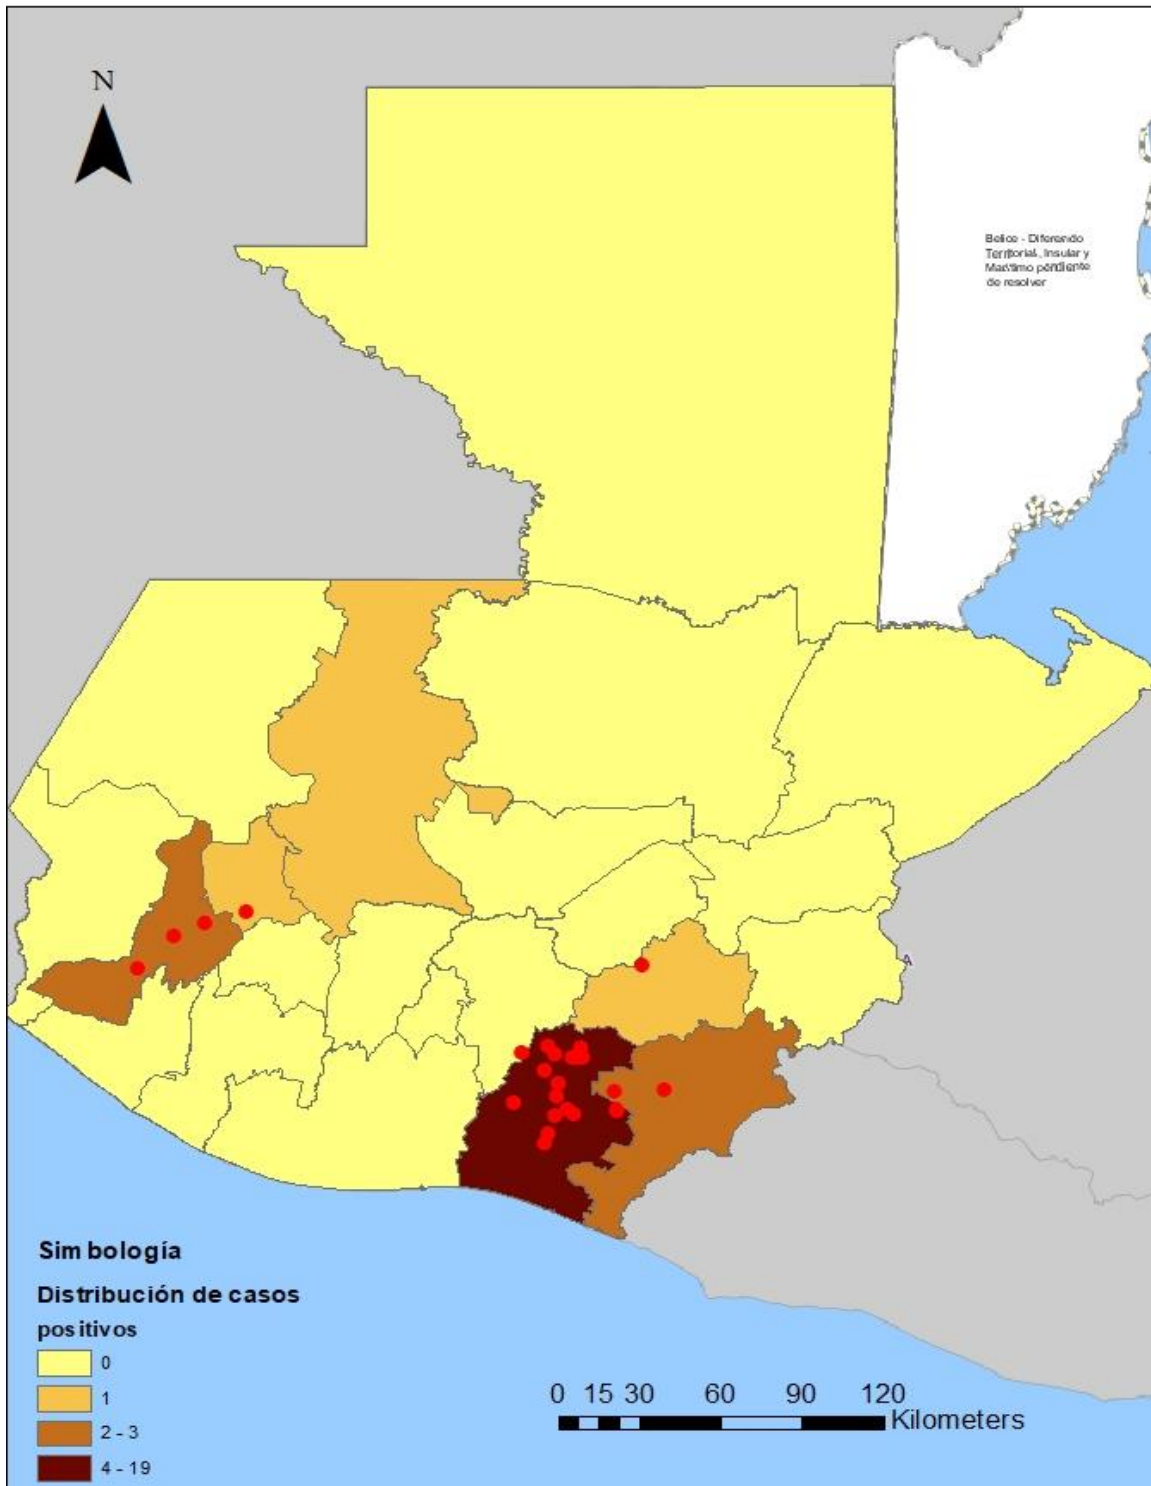 N
Belice - Diferendo
Territorial, Insular y
Marítimo pendiente
de resolver
A
Simbología
Distribución de casos
positivos
0
1
2 - 3
4 - 19
0 15 30 60 90 120
Kilometers